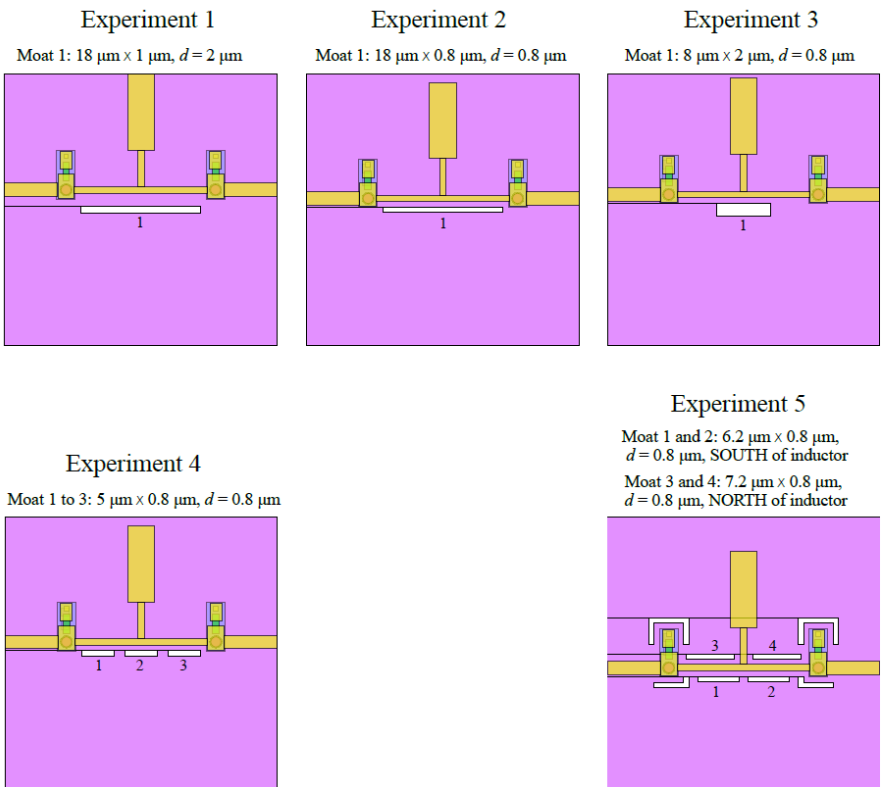 Experiment 1
Moat 1: 18 μm x 1 μm, d = 2 μm
1
Experiment 2
Moat 1: 18 μm x 0.8 μm, d = 0.8 μm
1
Experiment 3
Moat 1: 8 μm x 2 μm, d = 0.8 μm
1
Experiment 4
Moat 1 to 3: 5 μm x 0.8 μm, d = 0.8 μm
1 2 3
Experiment 5
Moat 1 and 2: 6.2 μm x 0.8 μm,
d = 0.8 μm, SOUTH of inductor
Moat 3 and 4: 7.2 μm x 0.8 μm,
d = 0.8 μm, NORTH of inductor
3 4
1 2